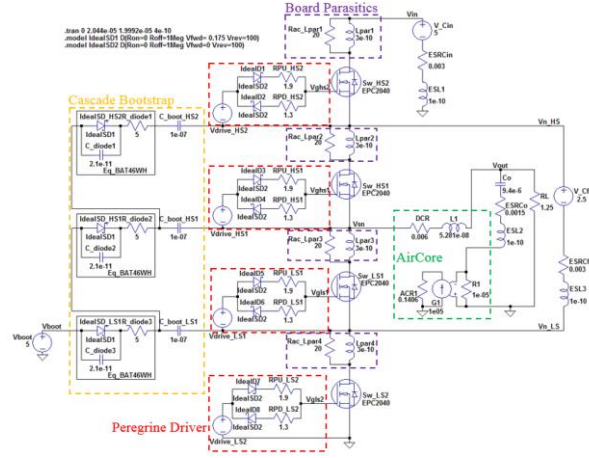 .tran 0 2.044e-05 1.9992e-05 4e-10
.model IdealSD1 D(Ron=0 Roff=1Meg Vfwd= 0.175 Vrev=100)
.model IdealSD2 D(Ron=0 Roff=1Meg Vfwd=0 Vrev=100)
Board Parasitics
Vin
V_Cin
5
Rac_Lpar1
20
Lpar1
3e-10
ESRCin
0.003
ESL1
1e-10
IdealD1
IdealSD2
RPU_HS2
1.9
IdealD2
IdealSD2
RPD_HS2
1.3
Vghs2
Sw_HS2
EPC2040
Vdrive_HS2
Cascade Bootstrap
IdealSD_HS2
R_diode1
C_boot_HS2
IdealSD1
5
1e-07
C_diode1
2.1e-11
Eq_BAT46WH
Vn_HS
Rac_Lpar2
20
Lpar2
3e-10
IdealD3
IdealSD2
RPU_HS1
1.9
IdealD4
IdealSD2
RPD_HS1
1.3
Vghs1
Sw_HS1
EPC2040
Vdrive_HS1
IdealSD_HS1
R_diode2
C_boot_HS1
IdealSD1
5
1e-07
C_diode2
2.1e-11
Eq_BAT46WH
Vsn
DCR
0.006
L1
5.281e-08
Vout
Co
9.4e-6
ESRCo
0.0015
ESL2
1e-10
RL
1.25
2.5
ESRCf
0.003
ESL3
1e-10
AirCore
ACR1
0.1406
G1
1e05
R1
1e-05
Rac_Lpar3
20
Lpar3
3e-10
IdealD5
IdealSD2
RPU_LS1
1.9
IdealD6
IdealSD2
RPD_LS1
1.3
Vgls1
Sw_LS1
EPC2040
Vdrive_LS1
IdealSD_LS1
R_diode3
C_boot_LS1
IdealSD1
5
1e-07
C_diode3
2.1e-11
Eq_BAT46WH
Vboot
Vboot
5
Vn_LS
Rac_Lpar4
20
Lpar4
3e-10
IdealD7
IdealSD2
RPU_LS2
1.9
IdealD8
IdealSD2
RPD_LS2
1.3
Vgls2
Sw_LS2
EPC2040
Vdrive_LS2
Peregrine Driver